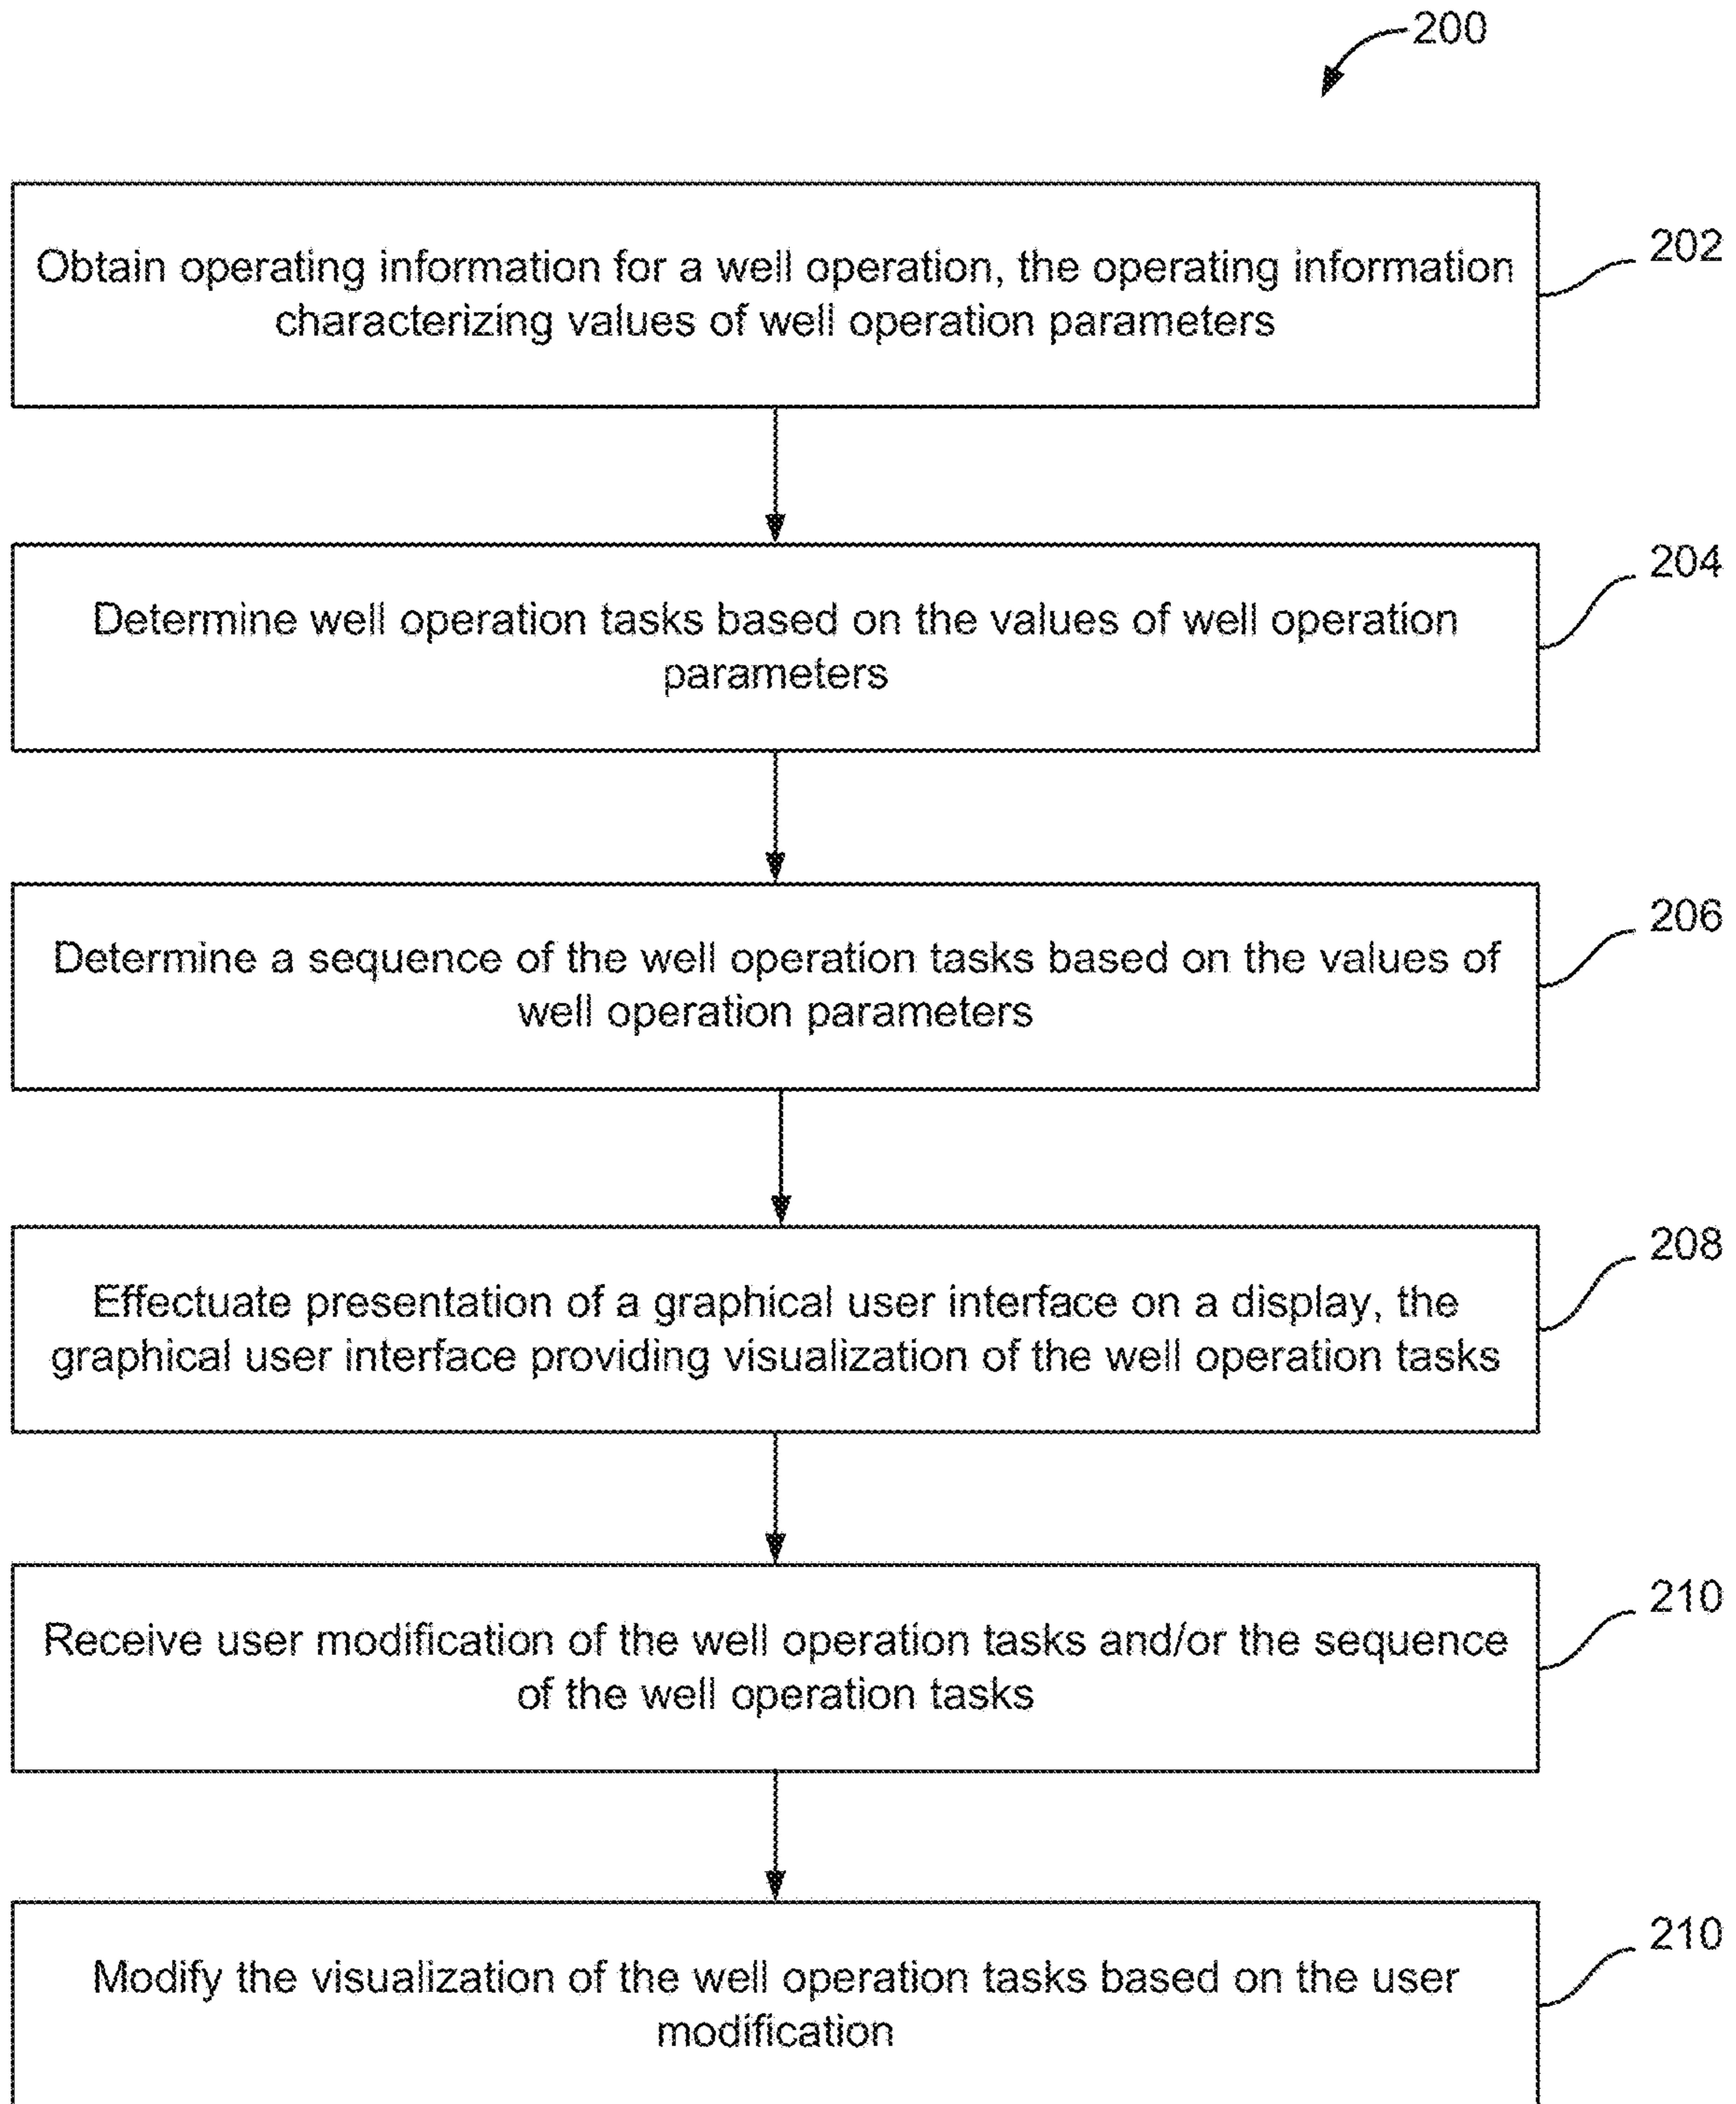 200
Obtain operating information for a well operation, the operating information
characterizing values of well operation parameters
202
Determine well operation tasks based on the values of well operation
parameters
204
Determine a sequence of the well operation tasks based on the values of
well operation parameters
206
Effectuate presentation of a graphical user interface on a display, the
graphical user interface providing visualization of the well operation tasks
208
Receive user modification of the well operation tasks and/or the sequence
of the well operation tasks
210
Modify the visualization of the well operation tasks based on the user
modification
210